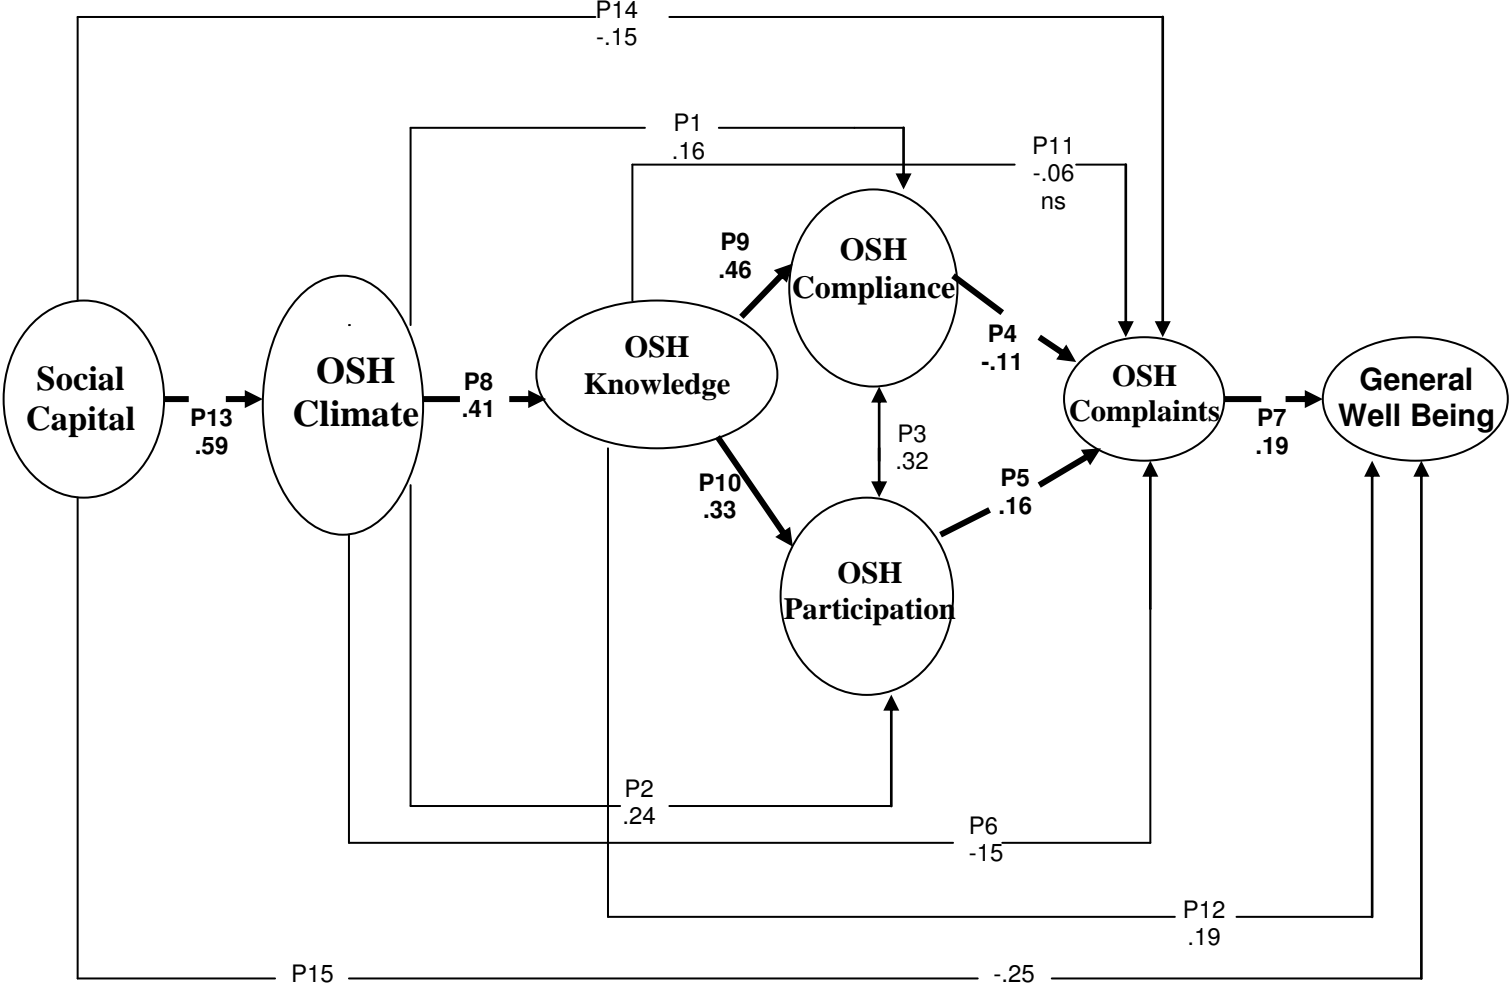 P14
-.15
P1
.16
P11
-.06
ns
P9
.46
OSH
Compliance
P4
-.11
Social
Capital
P13
.59
.
OSH
Climate
P8
.41
OSH
Knowledge
OSH
Complaints
P7
.19
General
Well Being
P3
.32
P10
.33
P5
.16
OSH
Participation
P2
.24
P6
-15
P12
.19
P15
-.25